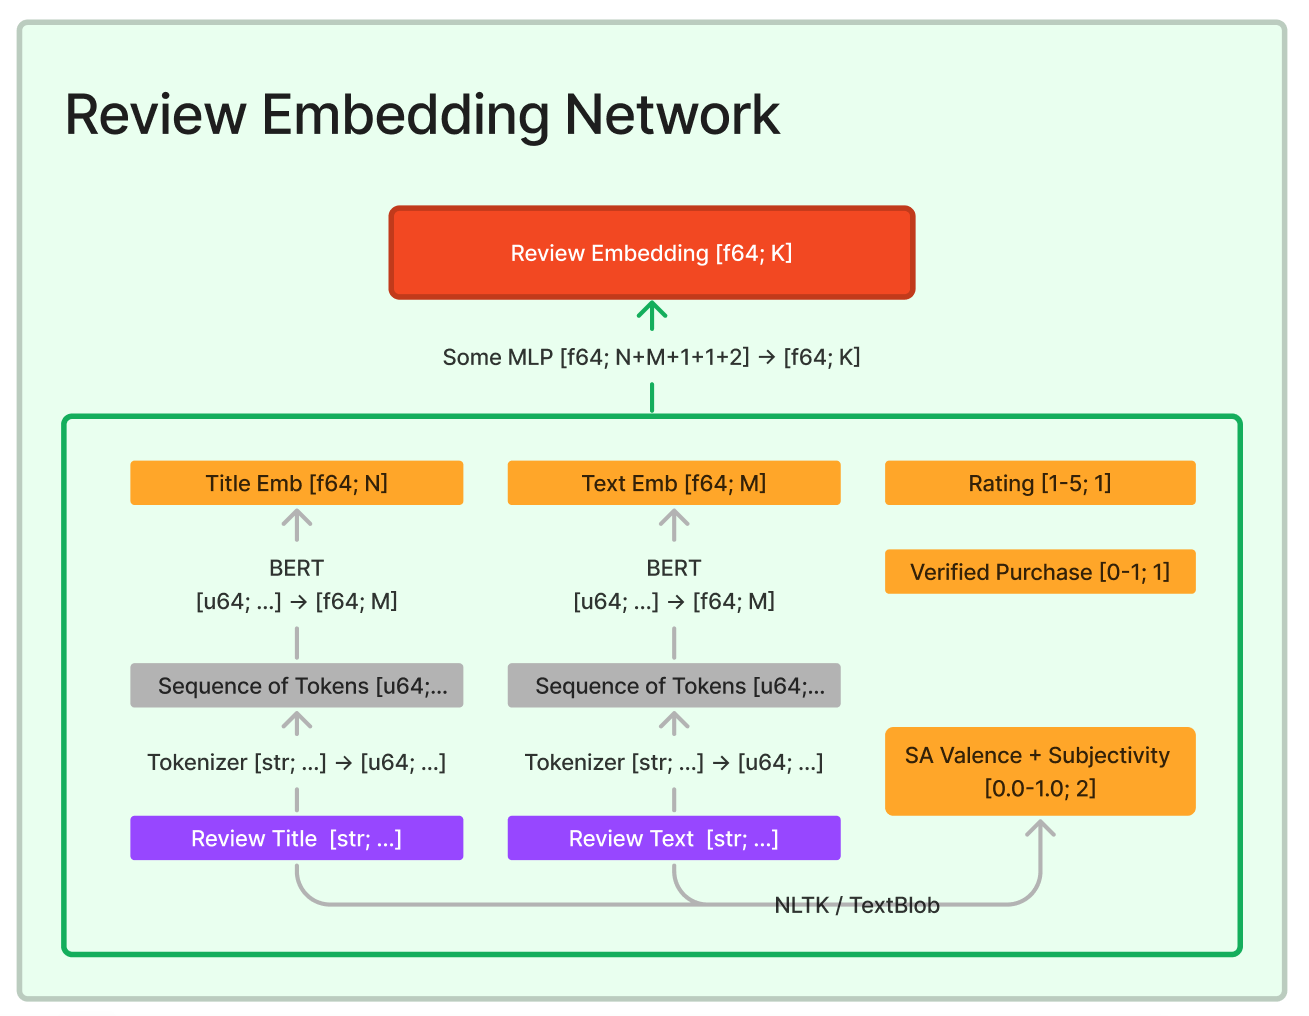 Review Embedding Network
Review Embedding [f64; K]
Some MLP [f64; N+M+1+1+2] → [f64; K]
Title Emb [f64; N]
Text Emb [f64; M]
Rating [1-5; 1]
BERT
[u64; ...] → [f64; M]
BERT
[u64; ...] → [f64; M]
Verified Purchase [0-1; 1]
Sequence of Tokens [u64;...
Sequence of Tokens [u64;...
Tokenizer [str; ...] → [u64; ...]
Tokenizer [str; ...] → [u64; ...]
SA Valence + Subjectivity
[0.0-1.0; 2]
Review Title  [str; ...]
Review Text  [str; ...]
NLTK / TextBlob